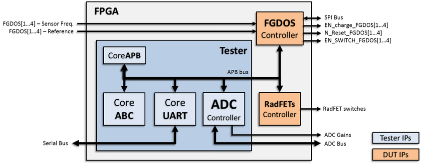 FPGA
FGDOS[1…4] – Sensor Freq.
FGDOS[1…4] – Reference
FGDOS
Controller
SPI Bus
EN_charge_FGDOS[1…4]
N_Reset_FGDOS[1…4]
EN_SWITCH_FGDOS[1…4]
Tester
CoreAPB
APB bus
Core
ABC
Core
UART
ADC
Controller
RadFETs
Controller
RadFET switches
Serial Bus
ADC Gains
ADC Bus
Tester IPs
DUT IPs